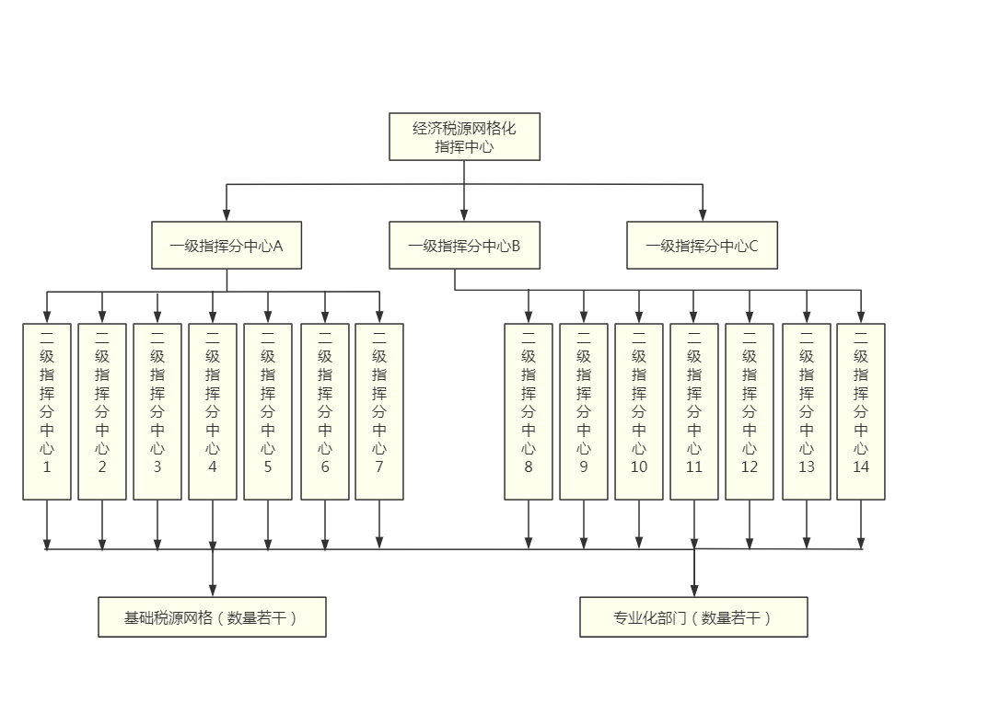 经济税源网格化
指挥中心
一级指挥分中心A
一级指挥分中心B
一级指挥分中心C
二级指挥分中心1
二级指挥分中心2
二级指挥分中心3
二级指挥分中心4
二级指挥分中心5
二级指挥分中心6
二级指挥分中心7
二级指挥分中心8
二级指挥分中心9
二级指挥分中心10
二级指挥分中心11
二级指挥分中心12
二级指挥分中心13
二级指挥分中心14
基础税源网格（数量若干）
专业化部门（数量若干）